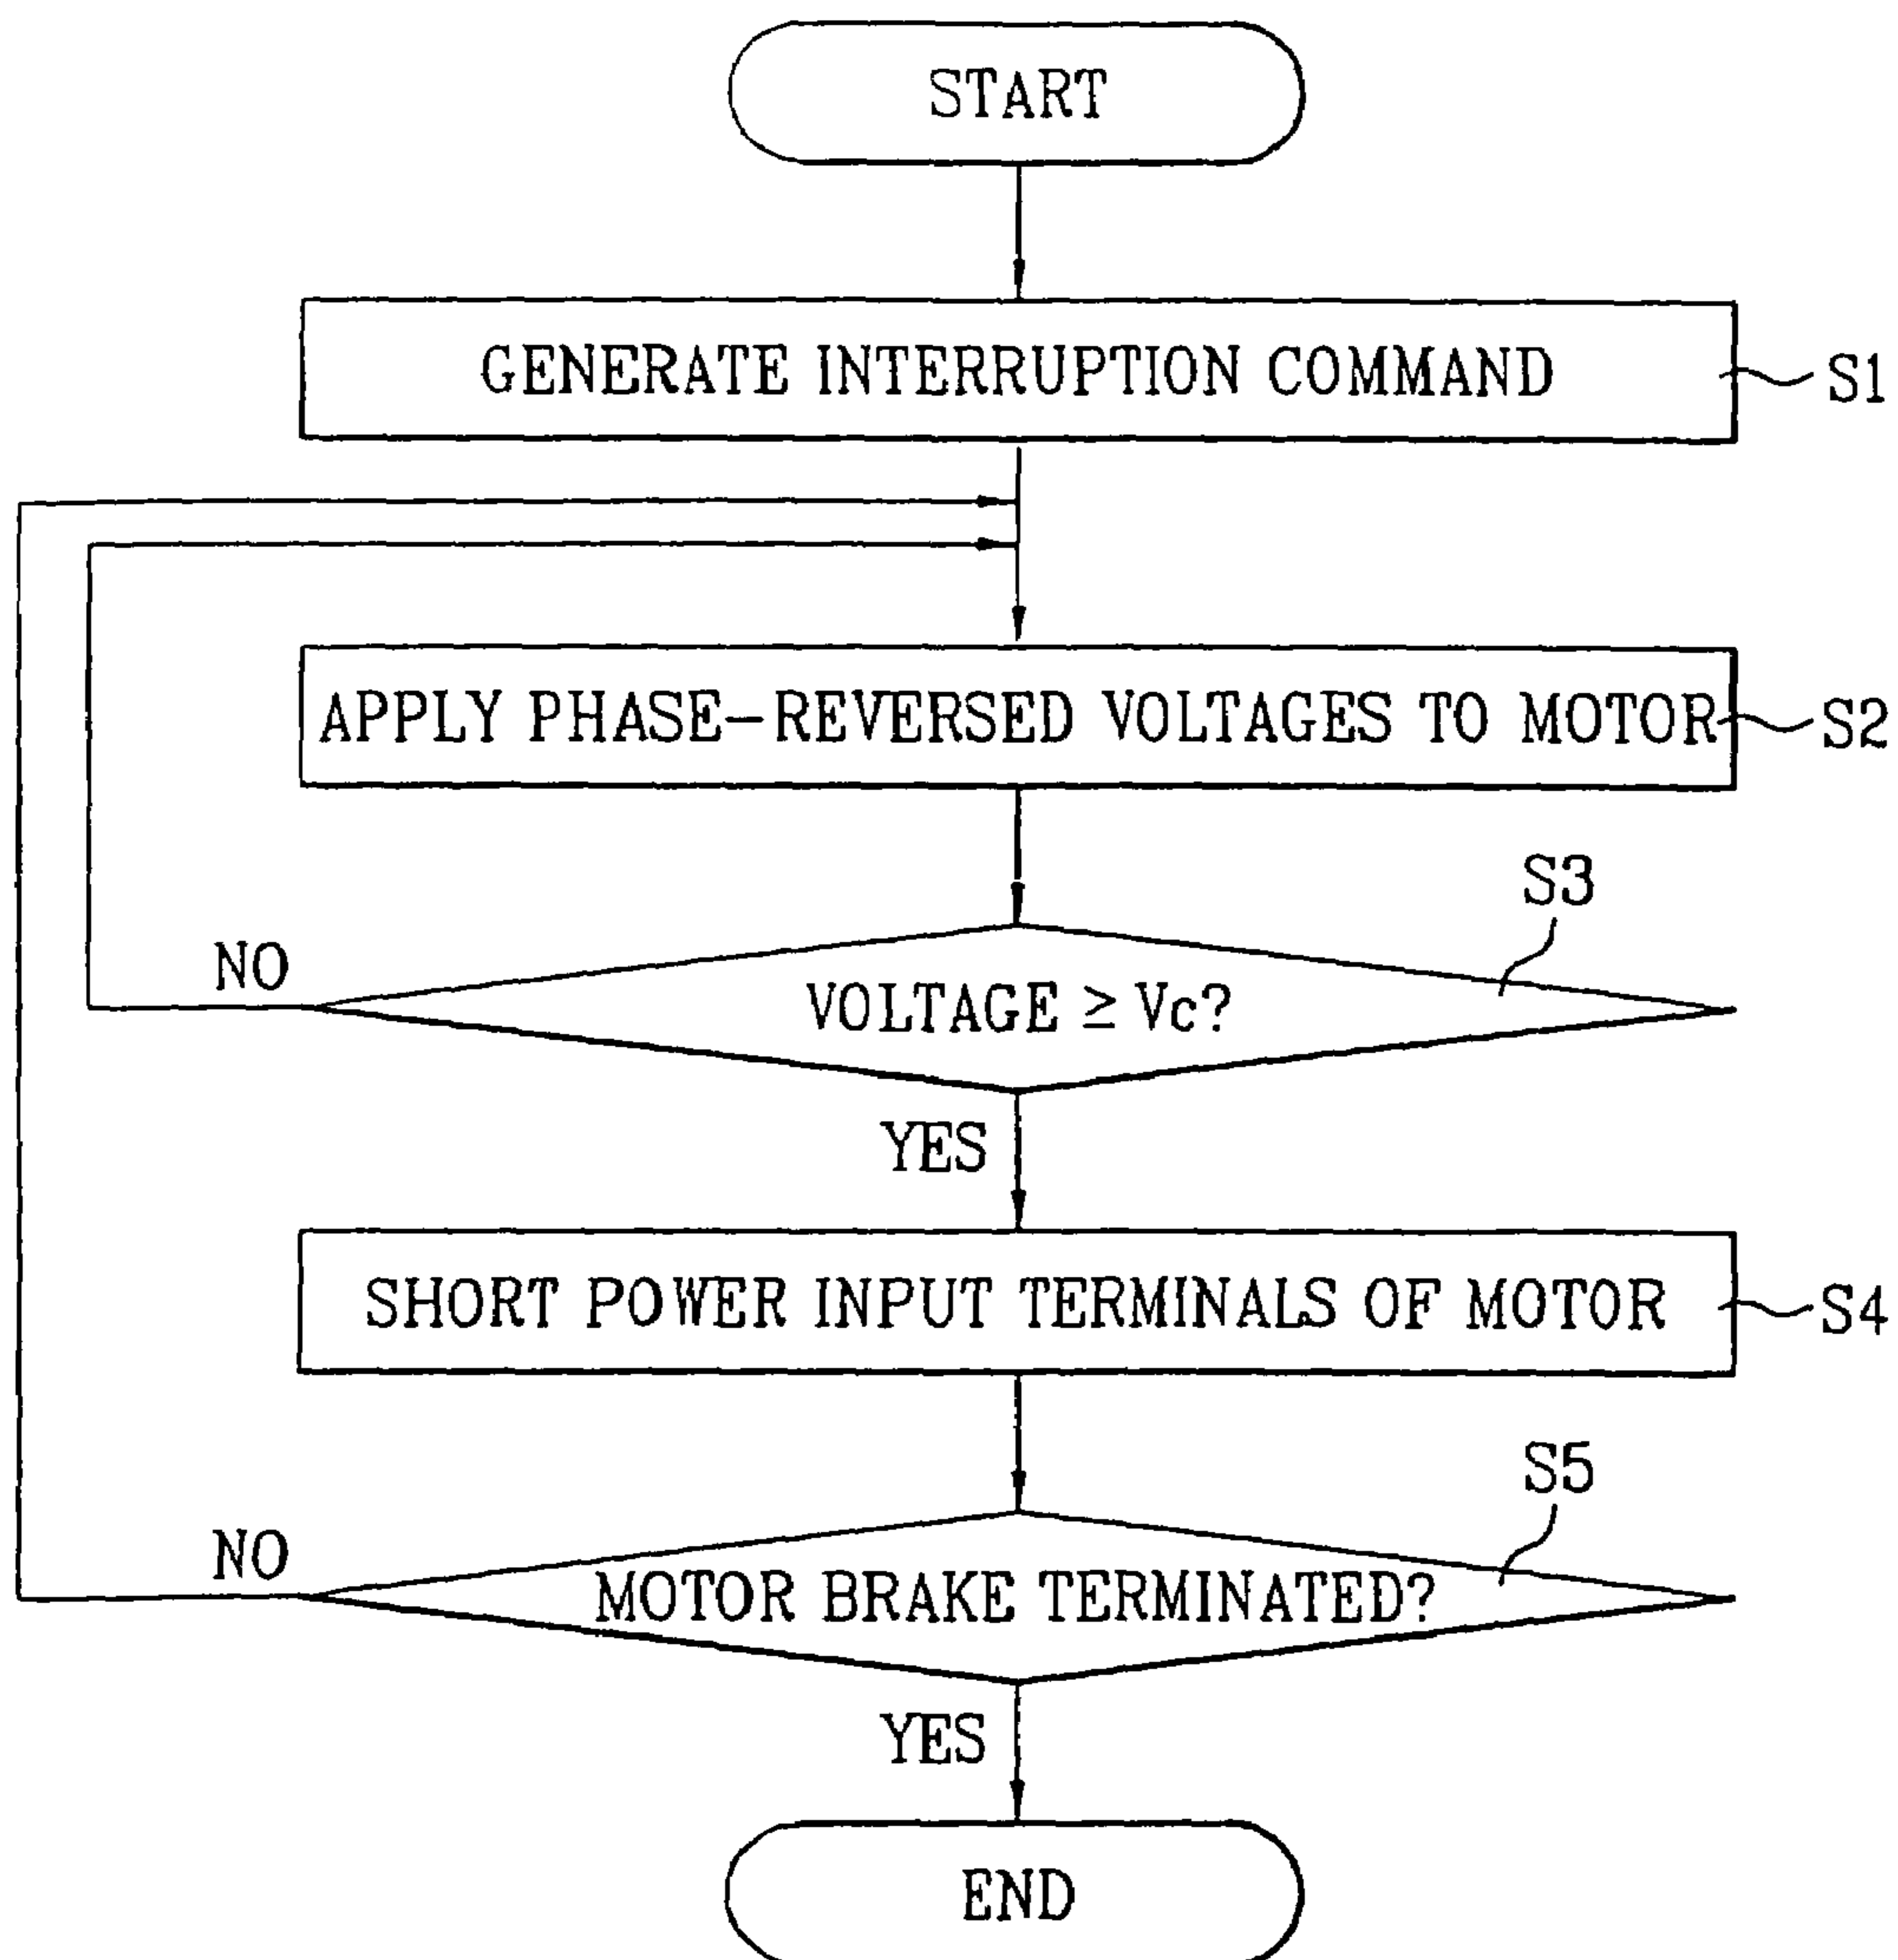 START
GENERATE INTERRUPTION COMMAND
S1
APPLY PHASE-REVERSED VOLTAGES TO MOTOR
S2
S3
NO
VOLTAGE ≥ Vc?
YES
SHORT POWER INPUT TERMINALS OF MOTOR
S4
S5
NO
MOTOR BRAKE TERMINATED?
YES
END